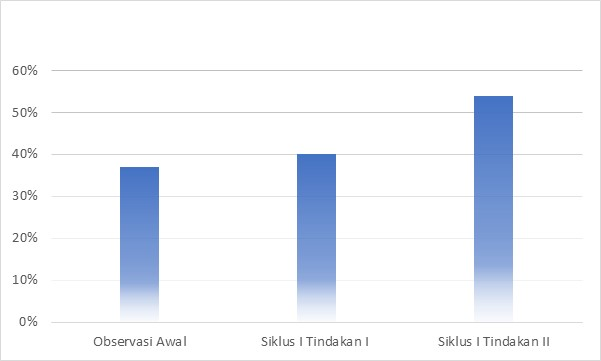 60%
50%
40%
30%
20%
10%
0%
Observasi Awal
Siklus I Tindakan I
Siklus I Tindakan II